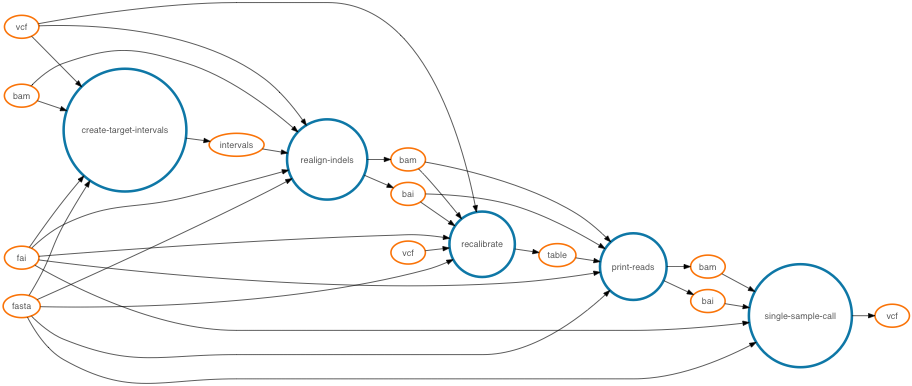 vcf
bam
create-target-intervals
intervals
realign-indels
bam
bai
vcf
recalibrate
table
fai
fasta
print-reads
bam
bai
single-sample-call
vcf